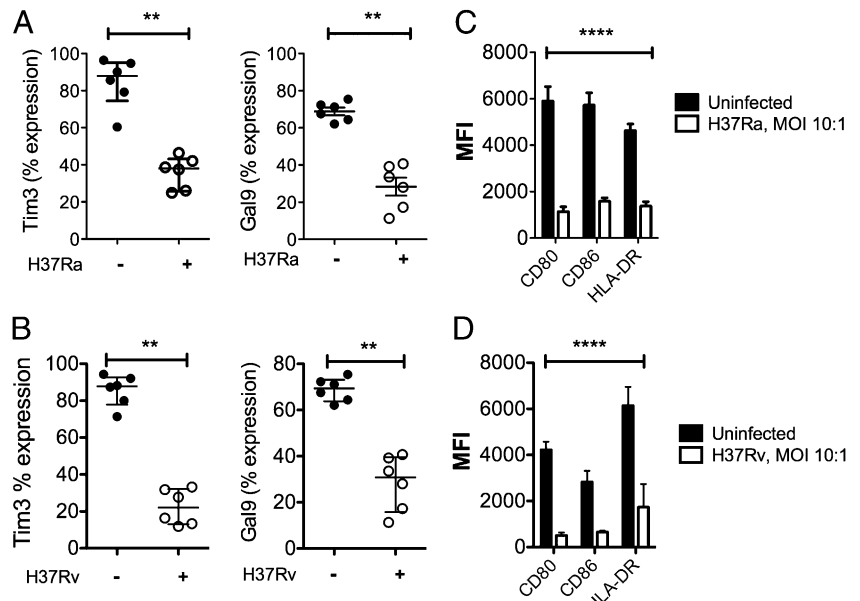 A
**
Tim3 (% expression)
100
80
60
40
20
0
H37Ra
-
+
**
Gal9 (% expression)
100
80
60
40
20
0
H37Ra
-
+
C
****
MFI
8000
6000
4000
2000
0
CD80
CD86
HLA-DR
Uninfected
H37Ra, MOI 10:1
B
**
Tim3 % expression
100
80
60
40
20
0
H37Rv
-
+
**
Gal9 (% expression)
80
60
40
20
0
H37Rv
-
+
D
****
MFI
8000
6000
4000
2000
0
CD80
CD86
HLA-DR
Uninfected
H37Rv, MOI 10:1